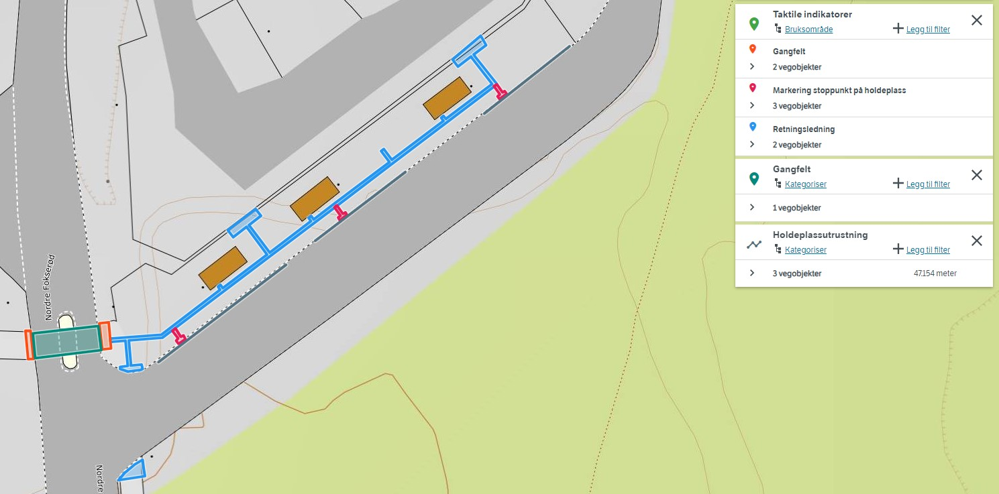 Taktile indikatorer
Bruksområde
Legg til filter
Gangfelt
2 vegobjekter
Markering stoppunkt på holdeplass
3 vegobjekter
Retningsledning
2 vegobjekter
Gangfelt
Kategoriser
Legg til filter
1 vegobjekter
Holdeplassutrustning
Kategoriser
Legg til filter
3 vegobjekter
47.154 meter
Nordre Fokserød
Nordre